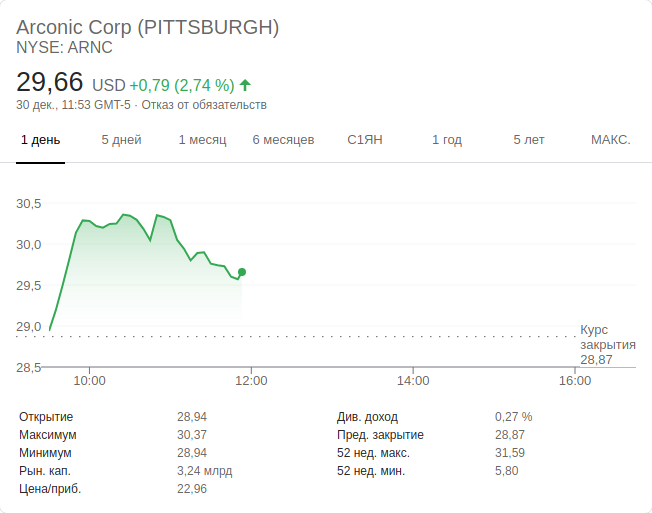 Arconic Corp (PITTSBURGH)
NYSE: ARNC
29,66 USD +0,79 (2,74 %)
30 дек., 11:53 GMT-5 · Отказ от обязательств
1 день 5 дней 1 месяц 6 месяцев С1ЯН 1 год 5 лет МАКС.
30,5
30,0
29,5
29,0
Курс
закрытия
28,87
28,5
10:00 12:00 14:00 16:00
Открытие 28,94 Див. доход 0,27 %
Максимум 30,37 Пред. закрытие 28,87
Минимум 28,94 52 нед. макс. 31,59
Рын. кап. 3,24 млрд 52 нед. мин. 5,80
Цена/приб. 22,96